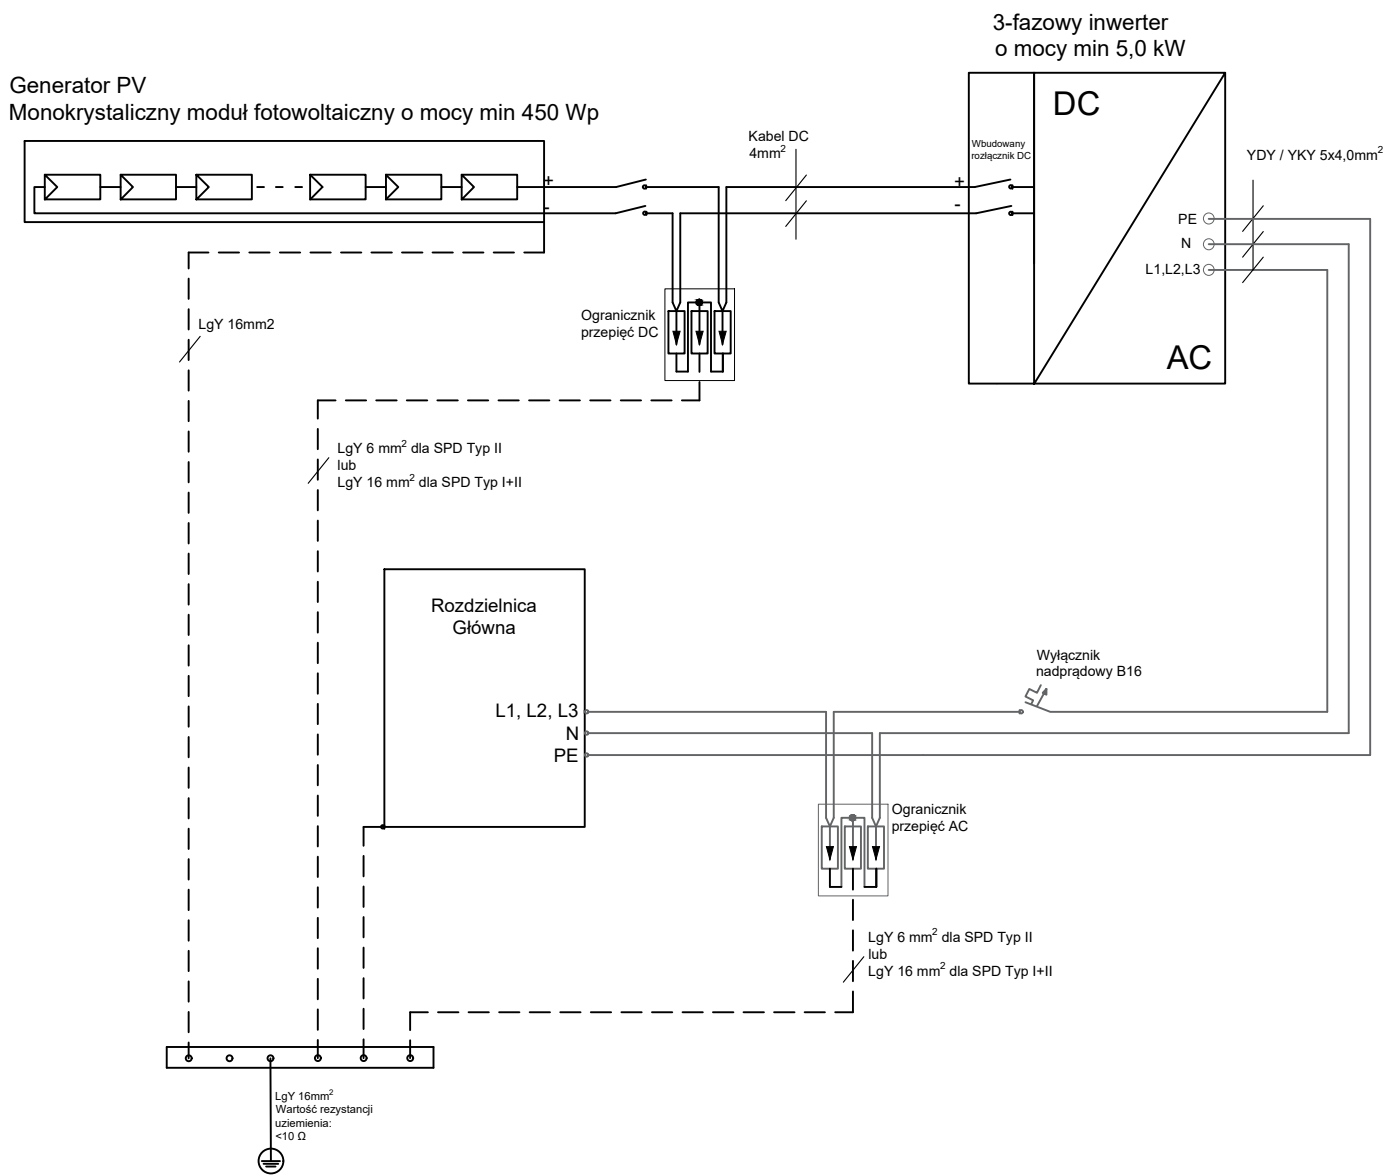 3-fazowy inwerter
o mocy min 5,0 kW
Generator PV
Monokrystaliczny moduł fotowoltaiczny o mocy min 450 Wp
DC
Kabel DC
4mm²
Wbudowany
rozłącznik DC
YDY / YKY 5x4,0mm²
+
-
+
-
PE
N
L1,L2,L3
AC
LgY 16mm2
Ogranicznik
przepięć DC
LgY 6 mm² dla SPD Typ II
lub
LgY 16 mm² dla SPD Typ I+II
Rozdzielnica
Główna
L1, L2, L3
N
PE
Wyłącznik
nadprądowy B16
Ogranicznik
przepięć AC
LgY 6 mm² dla SPD Typ II
lub
LgY 16 mm² dla SPD Typ I+II
LgY 16mm²
Wartość rezystancji
uziemienia:
<10 Ω